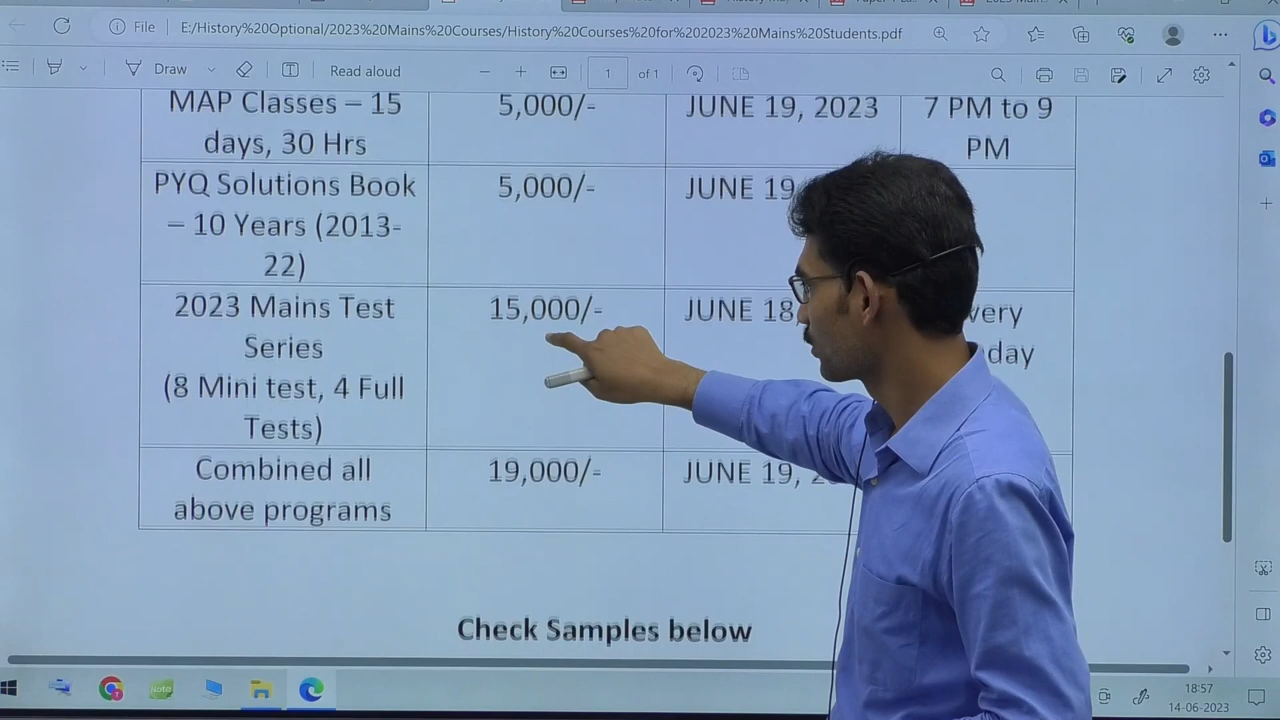 File
E:/History%20Optional/2023%20Mains%20Courses/History%20Courses%20for%202023%20Mains%20Students.pdf
Draw
Read aloud
1 of 1
MAP Classes – 15
days, 30 Hrs
5,000/-
JUNE 19, 2023
7 PM to 9
PM
PYQ Solutions Book
– 10 Years (2013-
22)
5,000/-
JUNE 19
2023 Mains Test
Series
(8 Mini test, 4 Full
Tests)
15,000/-
JUNE 18,
very
day
Combined all
above programs
19,000/-
JUNE 19, 2
Check Samples below
Nota
18:57
14-06-2023